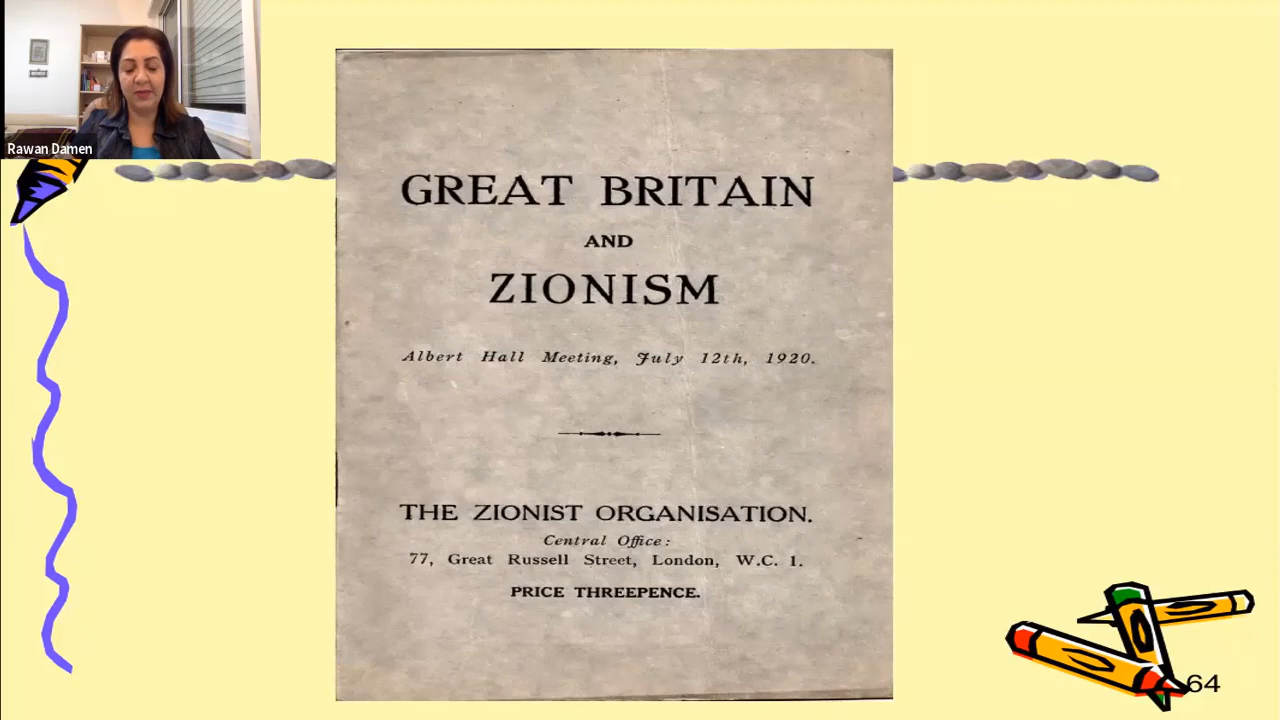 Rawan Damen
GREAT BRITAIN
AND
ZIONISM
Albert Hall Meeting, July 12th, 1920.
THE ZIONIST ORGANISATION.
Central Office:
77, Great Russell Street, London, W.C. 1.
PRICE THREEPENCE.
64